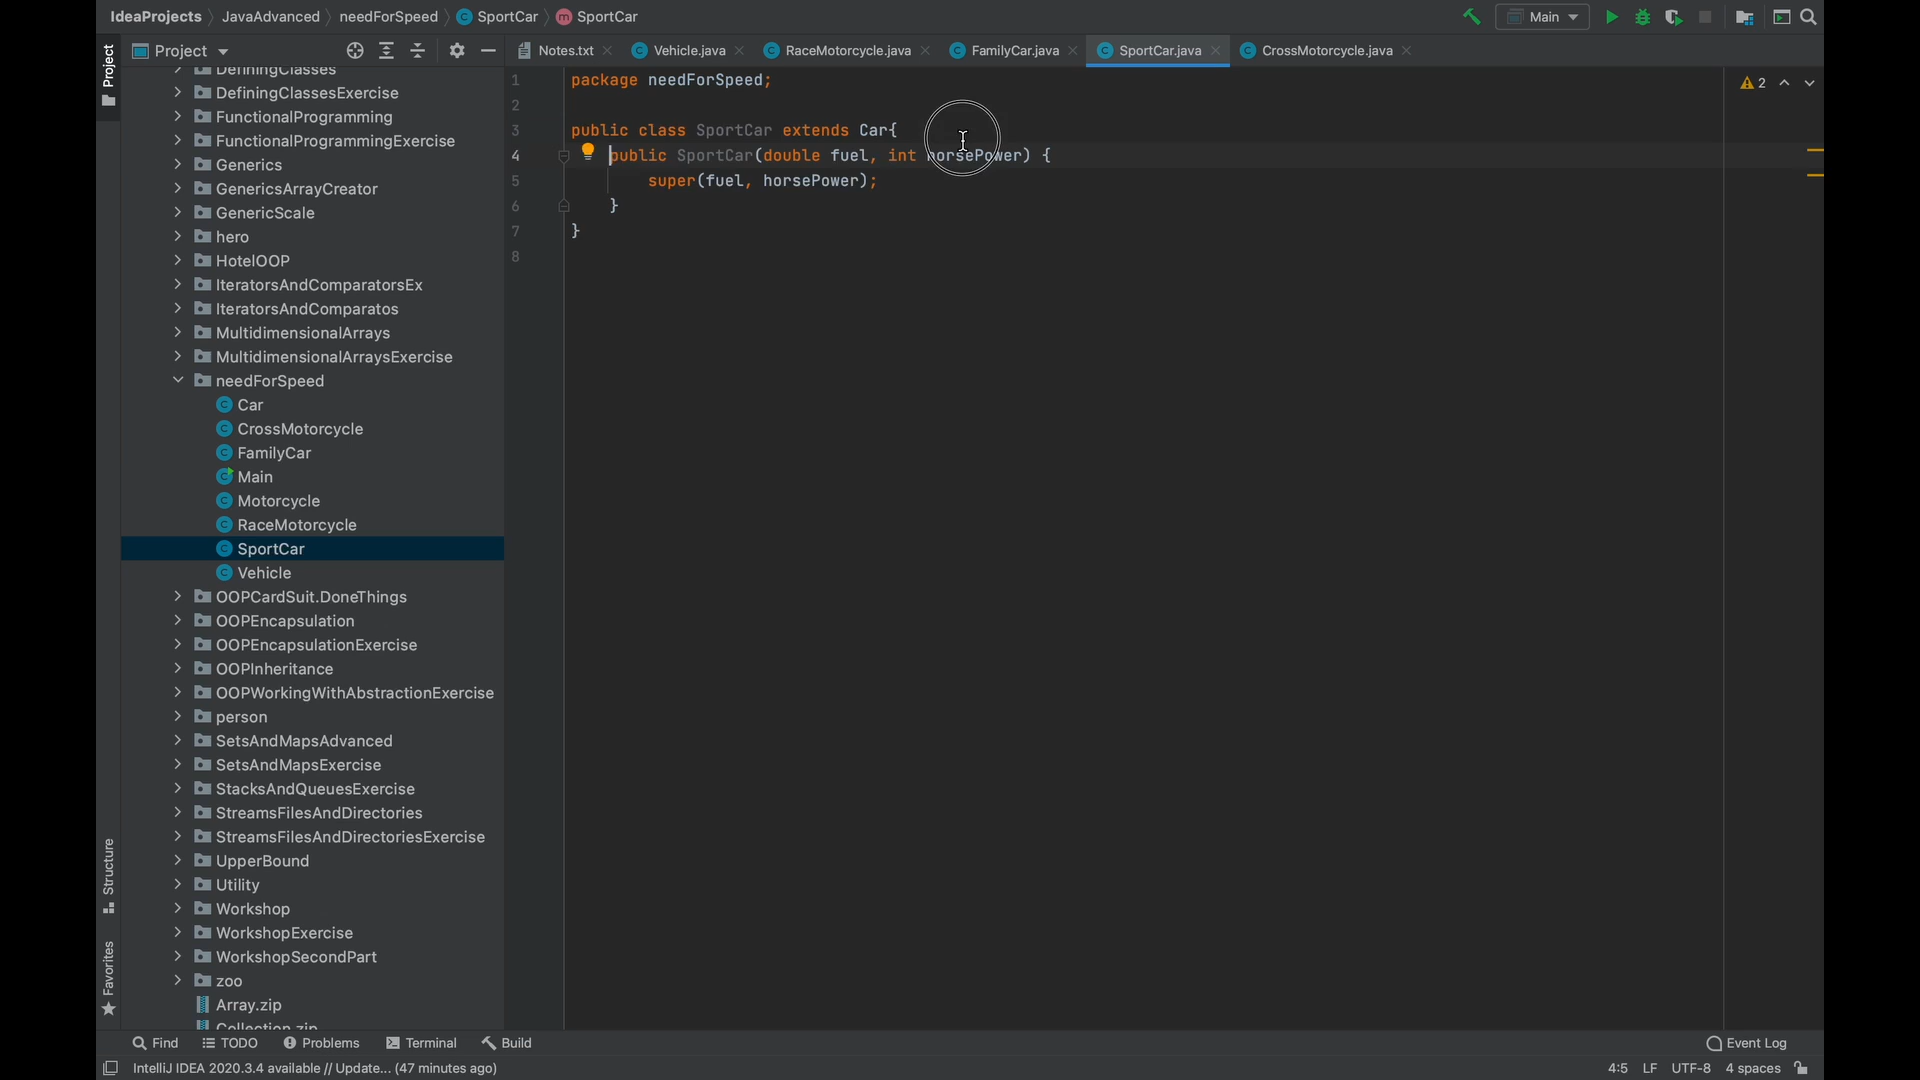 IdeaProjects JavaAdvanced needForSpeed SportCar SportCar Main
Project Notes.txt Vehicle.java RaceMotorcycle.java FamilyCar.java SportCar.java CrossMotorcycle.java
Project
DefiningClasses
DefiningClassesExercise
FunctionalProgramming
FunctionalProgrammingExercise
Generics
GenericsArrayCreator
GenericScale
hero
HotelOOP
IteratorsAndComparatorsEx
IteratorsAndComparatos
MultidimensionalArrays
MultidimensionalArraysExercise
needForSpeed
Car
CrossMotorcycle
FamilyCar
Main
Motorcycle
RaceMotorcycle
SportCar
Vehicle
OOPCardSuit.DoneThings
OOPEncapsulation
OOPEncapsulationExercise
OOPInheritance
OOPWorkingWithAbstractionExercise
person
SetsAndMapsAdvanced
SetsAndMapsExercise
StacksAndQueuesExercise
StreamsFilesAndDirectories
StreamsFilesAndDirectoriesExercise
UpperBound
Utility
Workshop
WorkshopExercise
WorkshopSecondPart
zoo
Array.zip
Collection.zip
Structure
Favorites
1 package needForSpeed;
2
3 public class SportCar extends Car{
4 public SportCar(double fuel, int horsePower) {
5 super(fuel, horsePower);
6 }
7 }
8
2
Find TODO Problems Terminal Build Event Log
IntelliJ IDEA 2020.3.4 available // Update... (47 minutes ago) 4:5 LF UTF-8 4 spaces